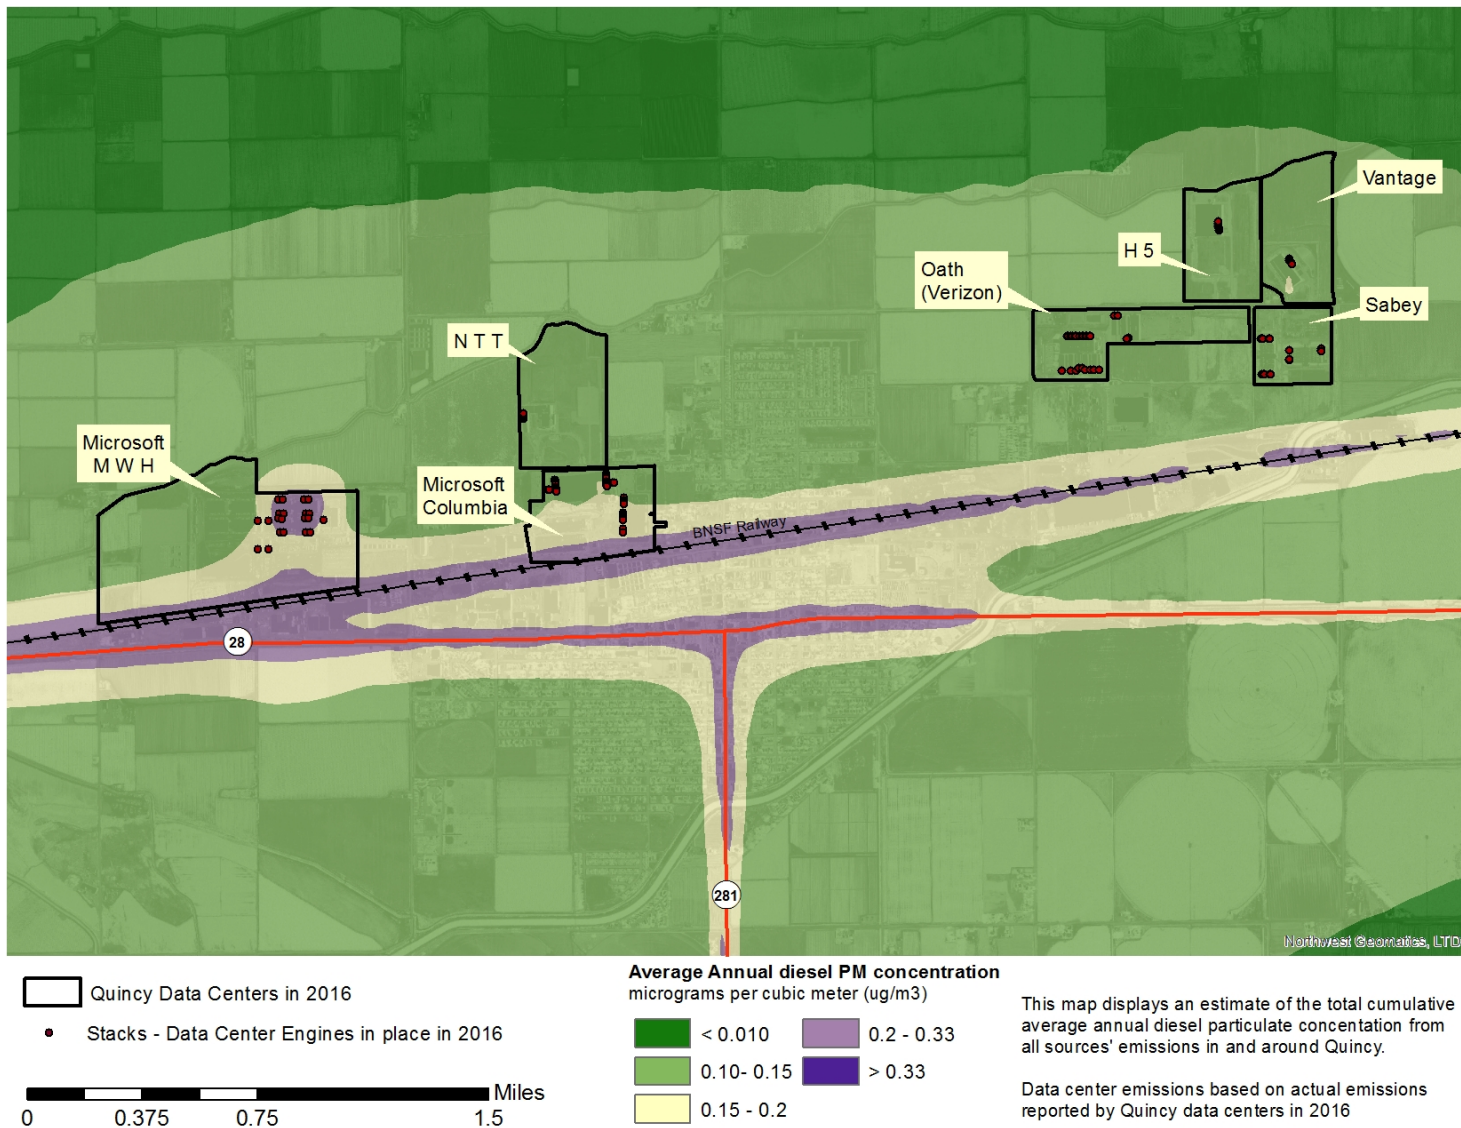 Vantage
H 5
Oath
(Verizon)
Sabey
N T T
Microsoft
M W H
Microsoft
Columbia
BNSF Railway
28
281
Northwest Geomatics, LTD
Quincy Data Centers in 2016
Stacks - Data Center Engines in place in 2016
Miles
0 0.375 0.75 1.5
Average Annual diesel PM concentration
micrograms per cubic meter (ug/m3)
< 0.010
0.10- 0.15
0.15 - 0.2
0.2 - 0.33
> 0.33
This map displays an estimate of the total cumulative
average annual diesel particulate concentation from
all sources' emissions in and around Quincy.
Data center emissions based on actual emissions
reported by Quincy data centers in 2016